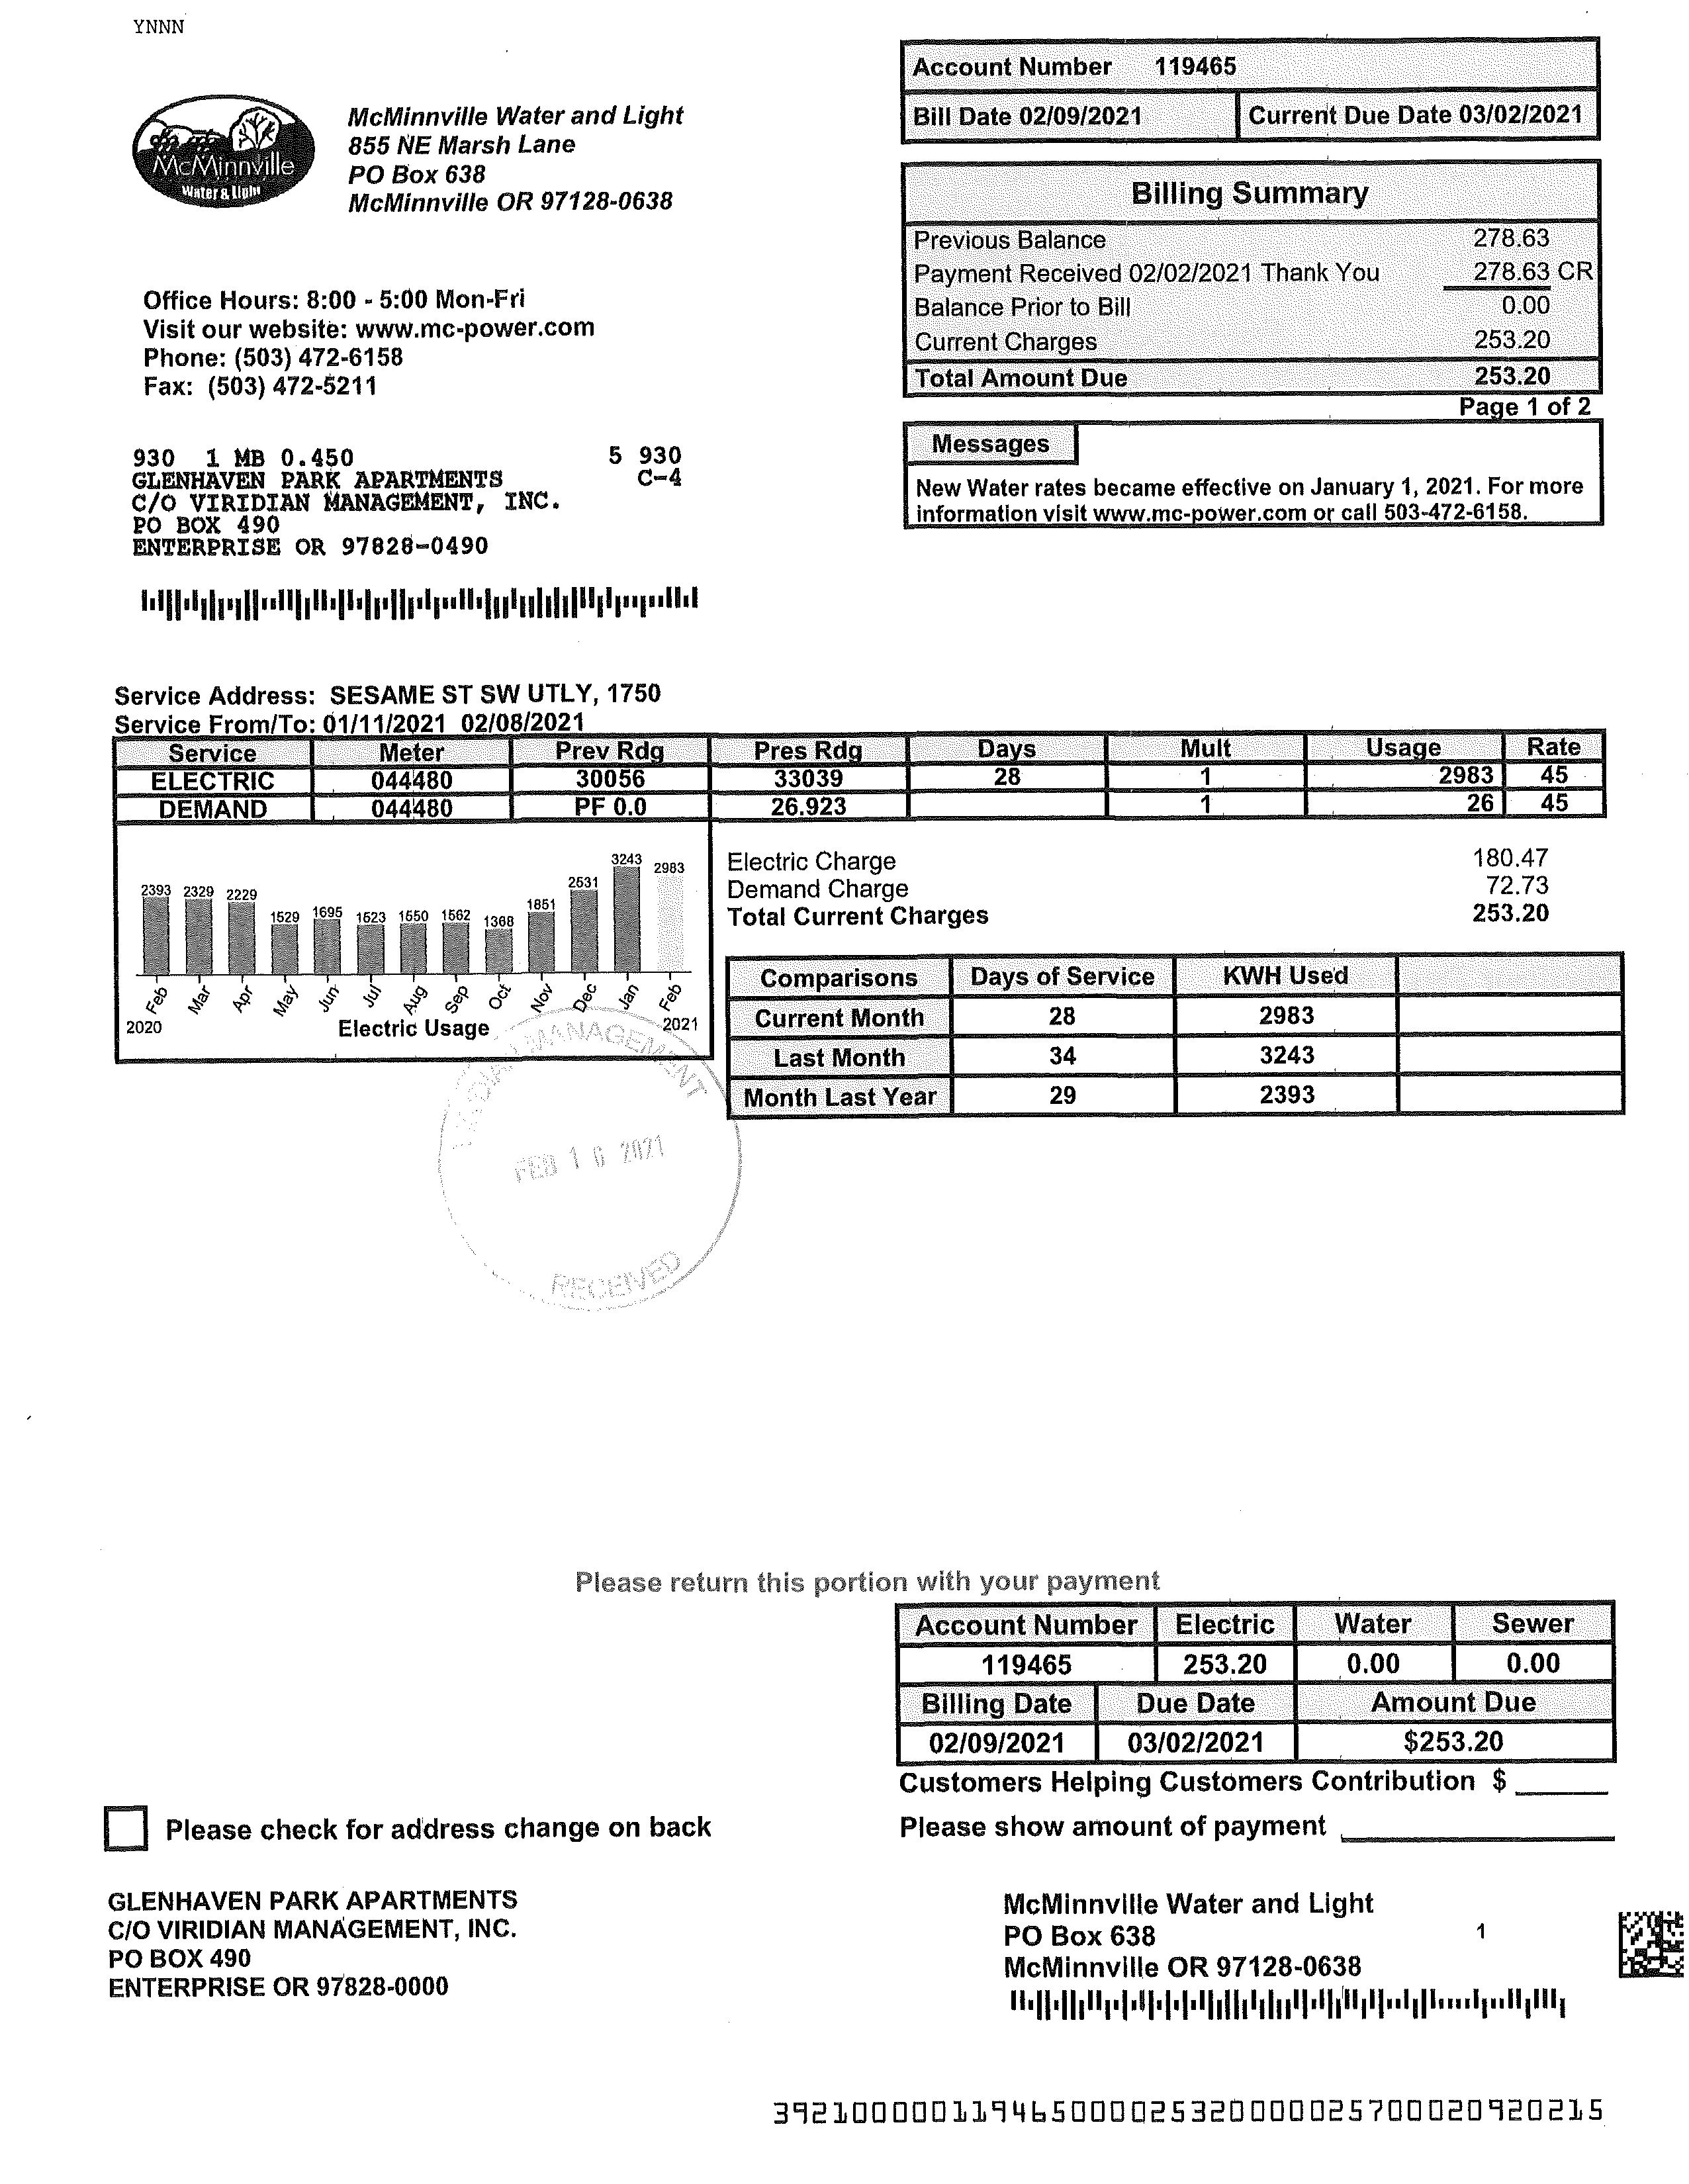 YNNN
McMinnville
Water & Light
McMinnville Water and Light
855 NE Marsh Lane
PO Box 638
McMinnville OR 97128-0638
Account Number 119465
Bill Date 02/09/2021 Current Due Date 03/02/2021
Billing Summary
Previous Balance 278.63
Payment Received 02/02/2021 Thank You 278.63 CR
Balance Prior to Bill 0.00
Current Charges 253.20
Total Amount Due 253.20
Page 1 of 2
Office Hours: 8:00 - 5:00 Mon-Fri
Visit our website: www.mc-power.com
Phone: (503) 472-6158
Fax: (503) 472-5211
Messages
New Water rates became effective on January 1, 2021. For more
information visit www.mc-power.com or call 503-472-6158.
930 1 MB 0.450 5 930
GLENHAVEN PARK APARTMENTS C-4
C/O VIRIDIAN MANAGEMENT, INC.
PO BOX 490
ENTERPRISE OR 97828-0490
Service Address: SESAME ST SW UTLY, 1750
Service From/To: 01/11/2021 02/08/2021
Service Meter Prev Rdg Pres Rdg Days Mult Usage Rate
ELECTRIC 044480 30056 33039 28 1 2983 45
DEMAND 044480 PF 0.0 26.923 1 26 45
2393 2329 2229 1529 1695 1523 1550 1562 1368 1851 2531 3243 2983
Feb Mar Apr May Jun Jul Aug Sep Oct Nov Dec Jan Feb
2020 Electric Usage 2021
Electric Charge 180.47
Demand Charge 72.73
Total Current Charges 253.20
Comparisons Days of Service KWH Used
Current Month 28 2983
Last Month 34 3243
Month Last Year 29 2393
VIRIDIAN MANAGEMENT
FEB 16 2021
RECEIVED
Please return this portion with your payment
Account Number Electric Water Sewer
119465 253.20 0.00 0.00
Billing Date Due Date Amount Due
02/09/2021 03/02/2021 $253.20
Customers Helping Customers Contribution $
Please check for address change on back
Please show amount of payment
GLENHAVEN PARK APARTMENTS
C/O VIRIDIAN MANAGEMENT, INC.
PO BOX 490
ENTERPRISE OR 97828-0000
McMinnville Water and Light
PO Box 638 1
McMinnville OR 97128-0638
392100000119465000025320000025700020920215